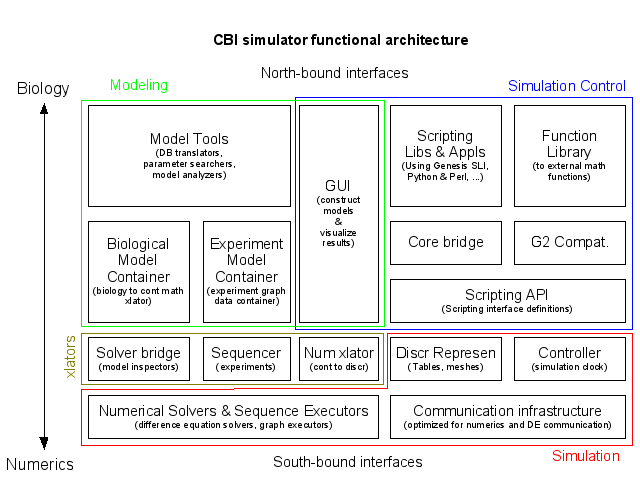 CBI simulator functional architecture
North-bound interfaces
Modeling
Simulation Control
Biology
Model Tools
(DB translators,
parameter searchers,
model analyzers)
GUI
(construct
models
&
visualize
results)
Scripting
Libs & Appls
(Using Genesis SLI,
Python & Perl, ...)
Function
Library
(to external math
functions)
Biological
Model
Container
(biology to cont math
xlator)
Experiment
Model
Container
(experiment graph
data container)
Core bridge
G2 Compat.
Scripting API
(Scripting interface definitions)
xlators
Solver bridge
(model inspectors)
Sequencer
(experiments)
Num xlator
(cont to discr)
Discr Represen
( Tables, meshes)
Controller
(simulation clock)
Numerical Solvers & Sequence Executors
(difference equation solvers, graph executors)
Communication infrastructure
(optimized for numerics and DE communication)
Simulation
Numerics
South-bound interfaces